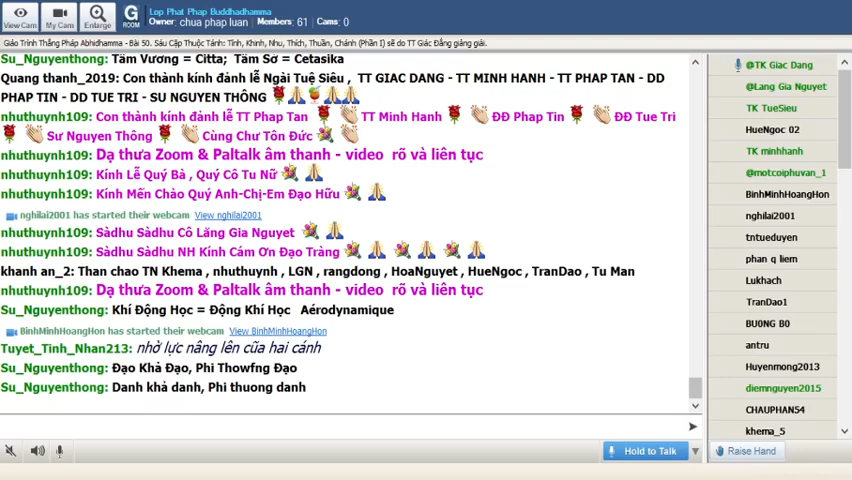 Lop Phat Phap Buddhadhamma
Owner: chua phap luan Members: 61 Cams: 0
View Cam My Cam Enlarge
G ROOM
Giáo Trình Thắng Pháp Abhidhamma - Bài 50. Sáu Cặp Thuộc Tánh: Tĩnh, Khinh, Nhu, Thích, Thuần, Chánh (Phần I) sẽ do TT Giác Đẳng giảng giải.
Su_Nguyenthong: Tâm Vương = Citta; Tâm Sở = Cetasika
Quang thanh_2019: Con thành kính đảnh lễ Ngài Tuệ Siêu , TT GIAC DANG - TT MINH HANH - TT PHAP TAN - DD
PHAP TIN - DD TUE TRI - SU NGUYEN THÔNG
nhuthuynh109: Con thành kính đảnh lễ TT Phap Tan TT Minh Hanh ĐĐ Phap Tin ĐĐ Tue Tri
Sư Nguyen Thông Cùng Chư Tôn Đức
nhuthuynh109: Dạ thưa Zoom & Paltalk âm thanh - video rõ và liên tục
nhuthuynh109: Kính Lễ Quý Bà , Quý Cô Tu Nữ
nhuthuynh109: Kính Mến Chào Quý Anh-Chị-Em Đạo Hữu
nghilai2001 has started their webcam View nghilai2001
nhuthuynh109: Sàdhu Sàdhu Cô Lăng Gia Nguyet
nhuthuynh109: Sàdhu Sàdhu NH Kính Cám Ơn Đạo Tràng
khanh an_2: Than chao TN Khema , nhuthuynh , LGN , rangdong , HoaNguyet , HueNgoc , TranDao , Tu Man
nhuthuynh109: Dạ thưa Zoom & Paltalk âm thanh - video rõ và liên tục
Su_Nguyenthong: Khí Động Học = Động Khí Học Aérodynamique
BinhMinhHoangHon has started their webcam View BinhMinhHoangHon
Tuyet_Tinh_Nhan213: nhờ lực nâng lên cũa hai cánh
Su_Nguyenthong: Đạo Khả Đạo, Phi Thowfng Đạo
Su_Nguyenthong: Danh khả danh, Phi thuong danh
Hold to Talk
@TK Giac Dang
@Lang Gia Nguyet
TK TueSieu
HueNgoc 02
TK minhhanh
@motcoiphuvan_1
BinhMinhHoangHon
nghilai2001
tntueduyen
phan q liem
Lukhach
TranDao1
BU0NG B0
antru
Huyenmong2013
diemnguyen2015
CHAUPHAN54
khema_5
Raise Hand